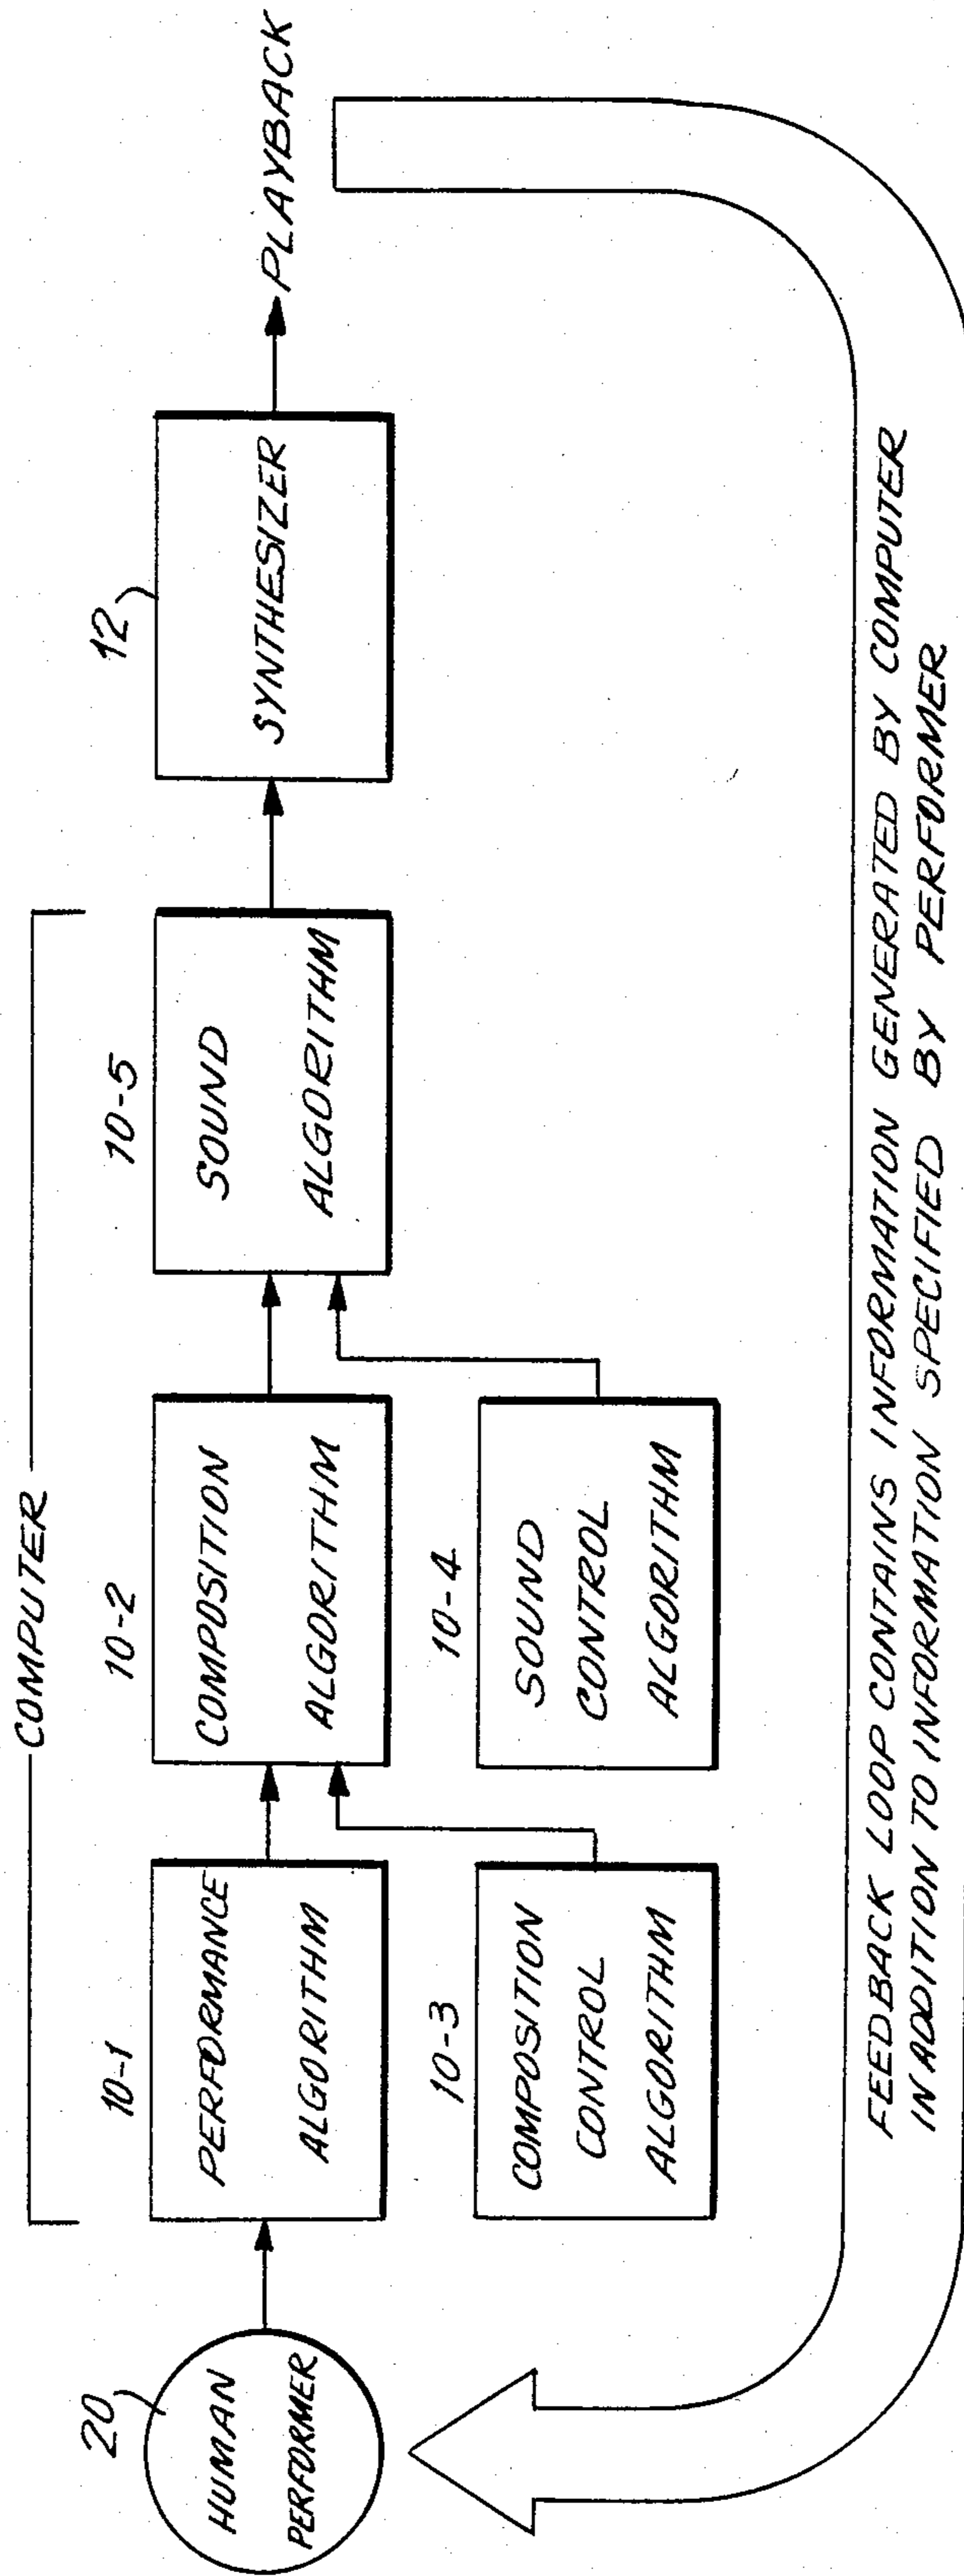 COMPUTER
20
HUMAN
PERFORMER
10-1
PERFORMANCE
ALGORITHM
10-2
COMPOSITION
ALGORITHM
10-5
SOUND
ALGORITHM
12
SYNTHESIZER
PLAYBACK
10-3
COMPOSITION
CONTROL
ALGORITHM
10-4
SOUND
CONTROL
ALGORITHM
FEEDBACK LOOP CONTAINS INFORMATION GENERATED BY COMPUTER
IN ADDITION TO INFORMATION SPECIFIED BY PERFORMER